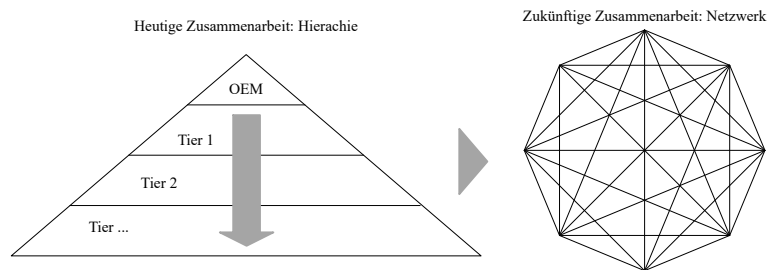 Heutige Zusammenarbeit: Hierachie
Zukünftige Zusammenarbeit: Netzwerk
OEM
Tier 1
Tier 2
Tier ...